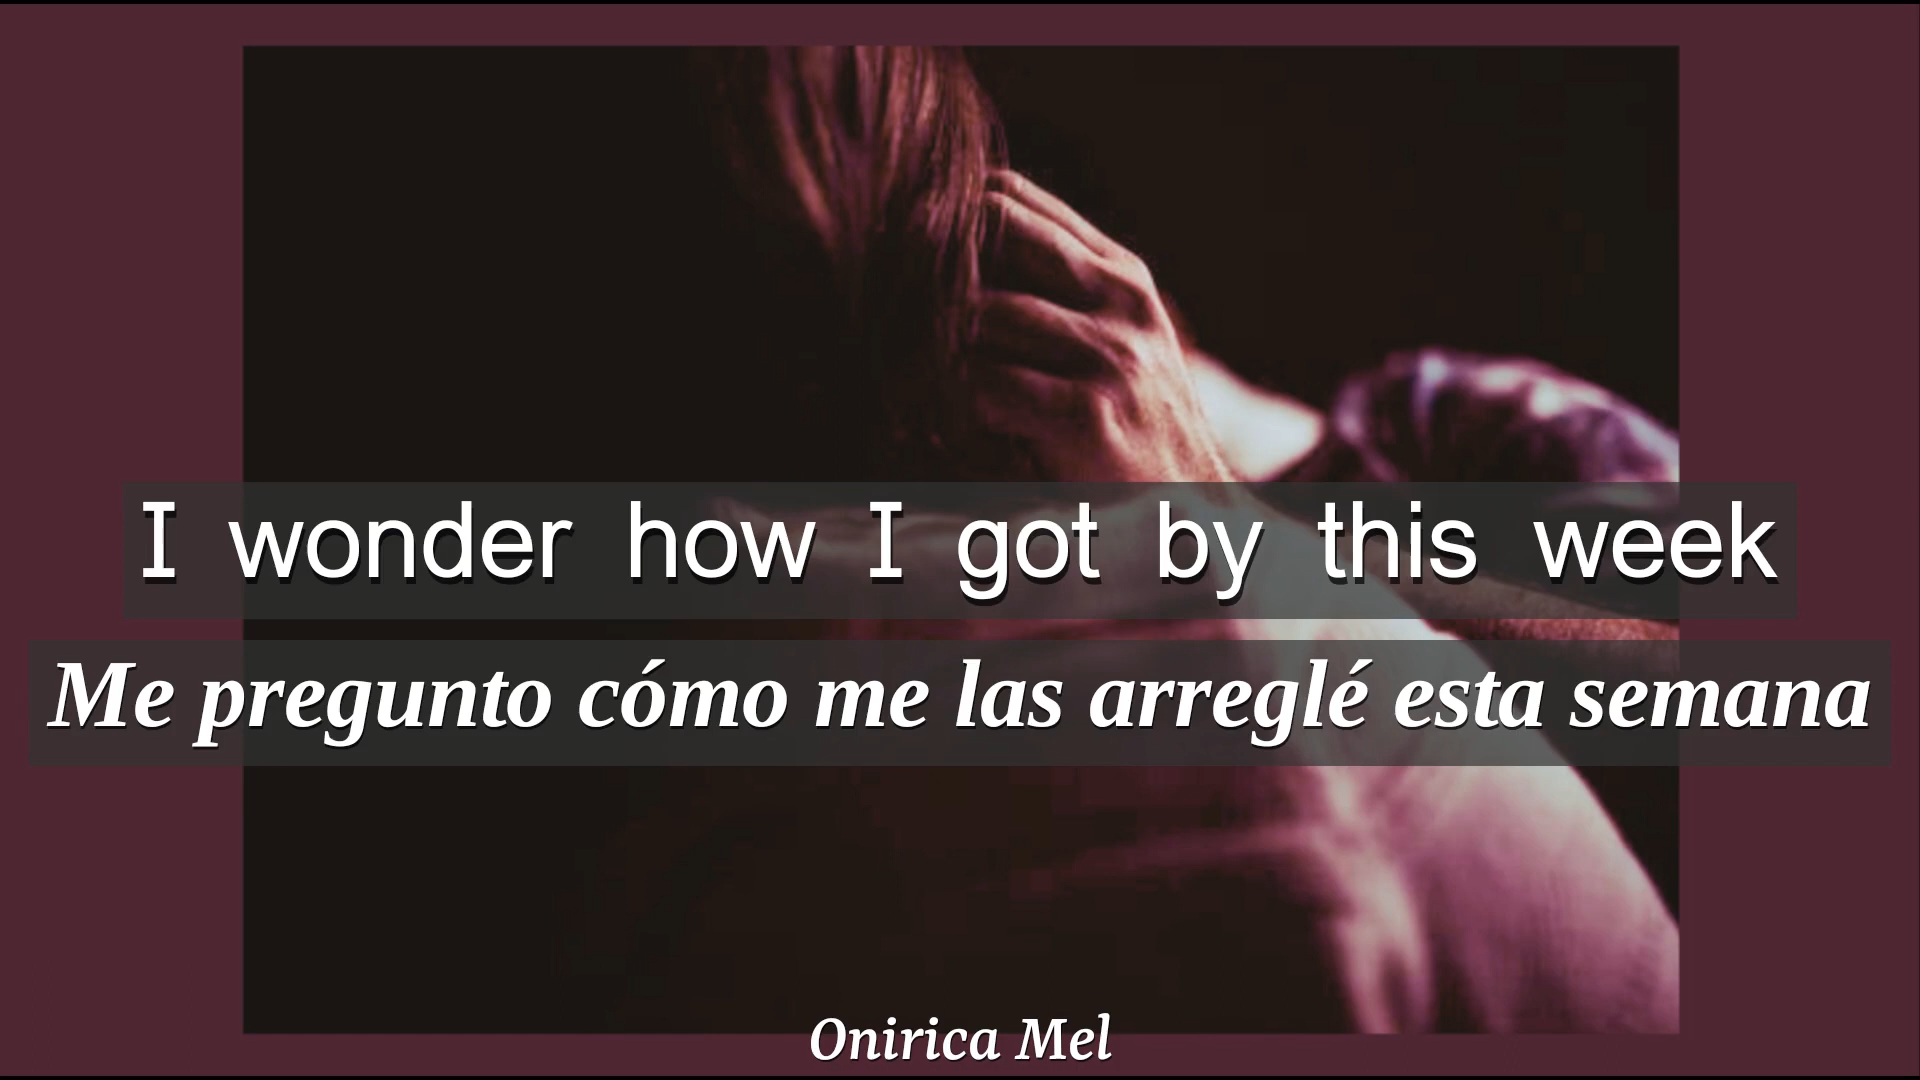 I wonder how I got by this week
Me pregunto cómo me las arreglé esta semana
Onirica Mel